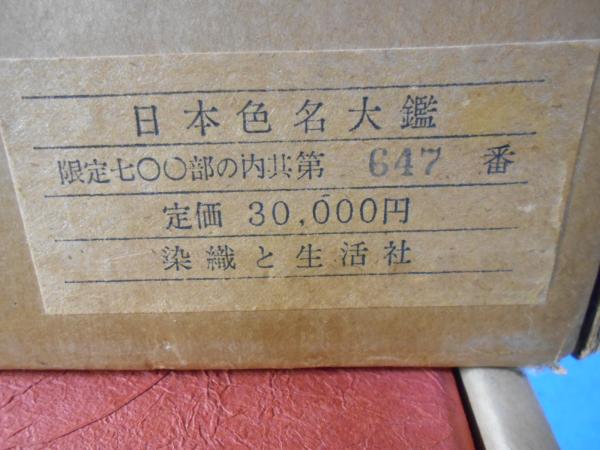 日本色名大鑑
限定七〇〇部の内其第 647 番
定価 30,000円
染織と生活社